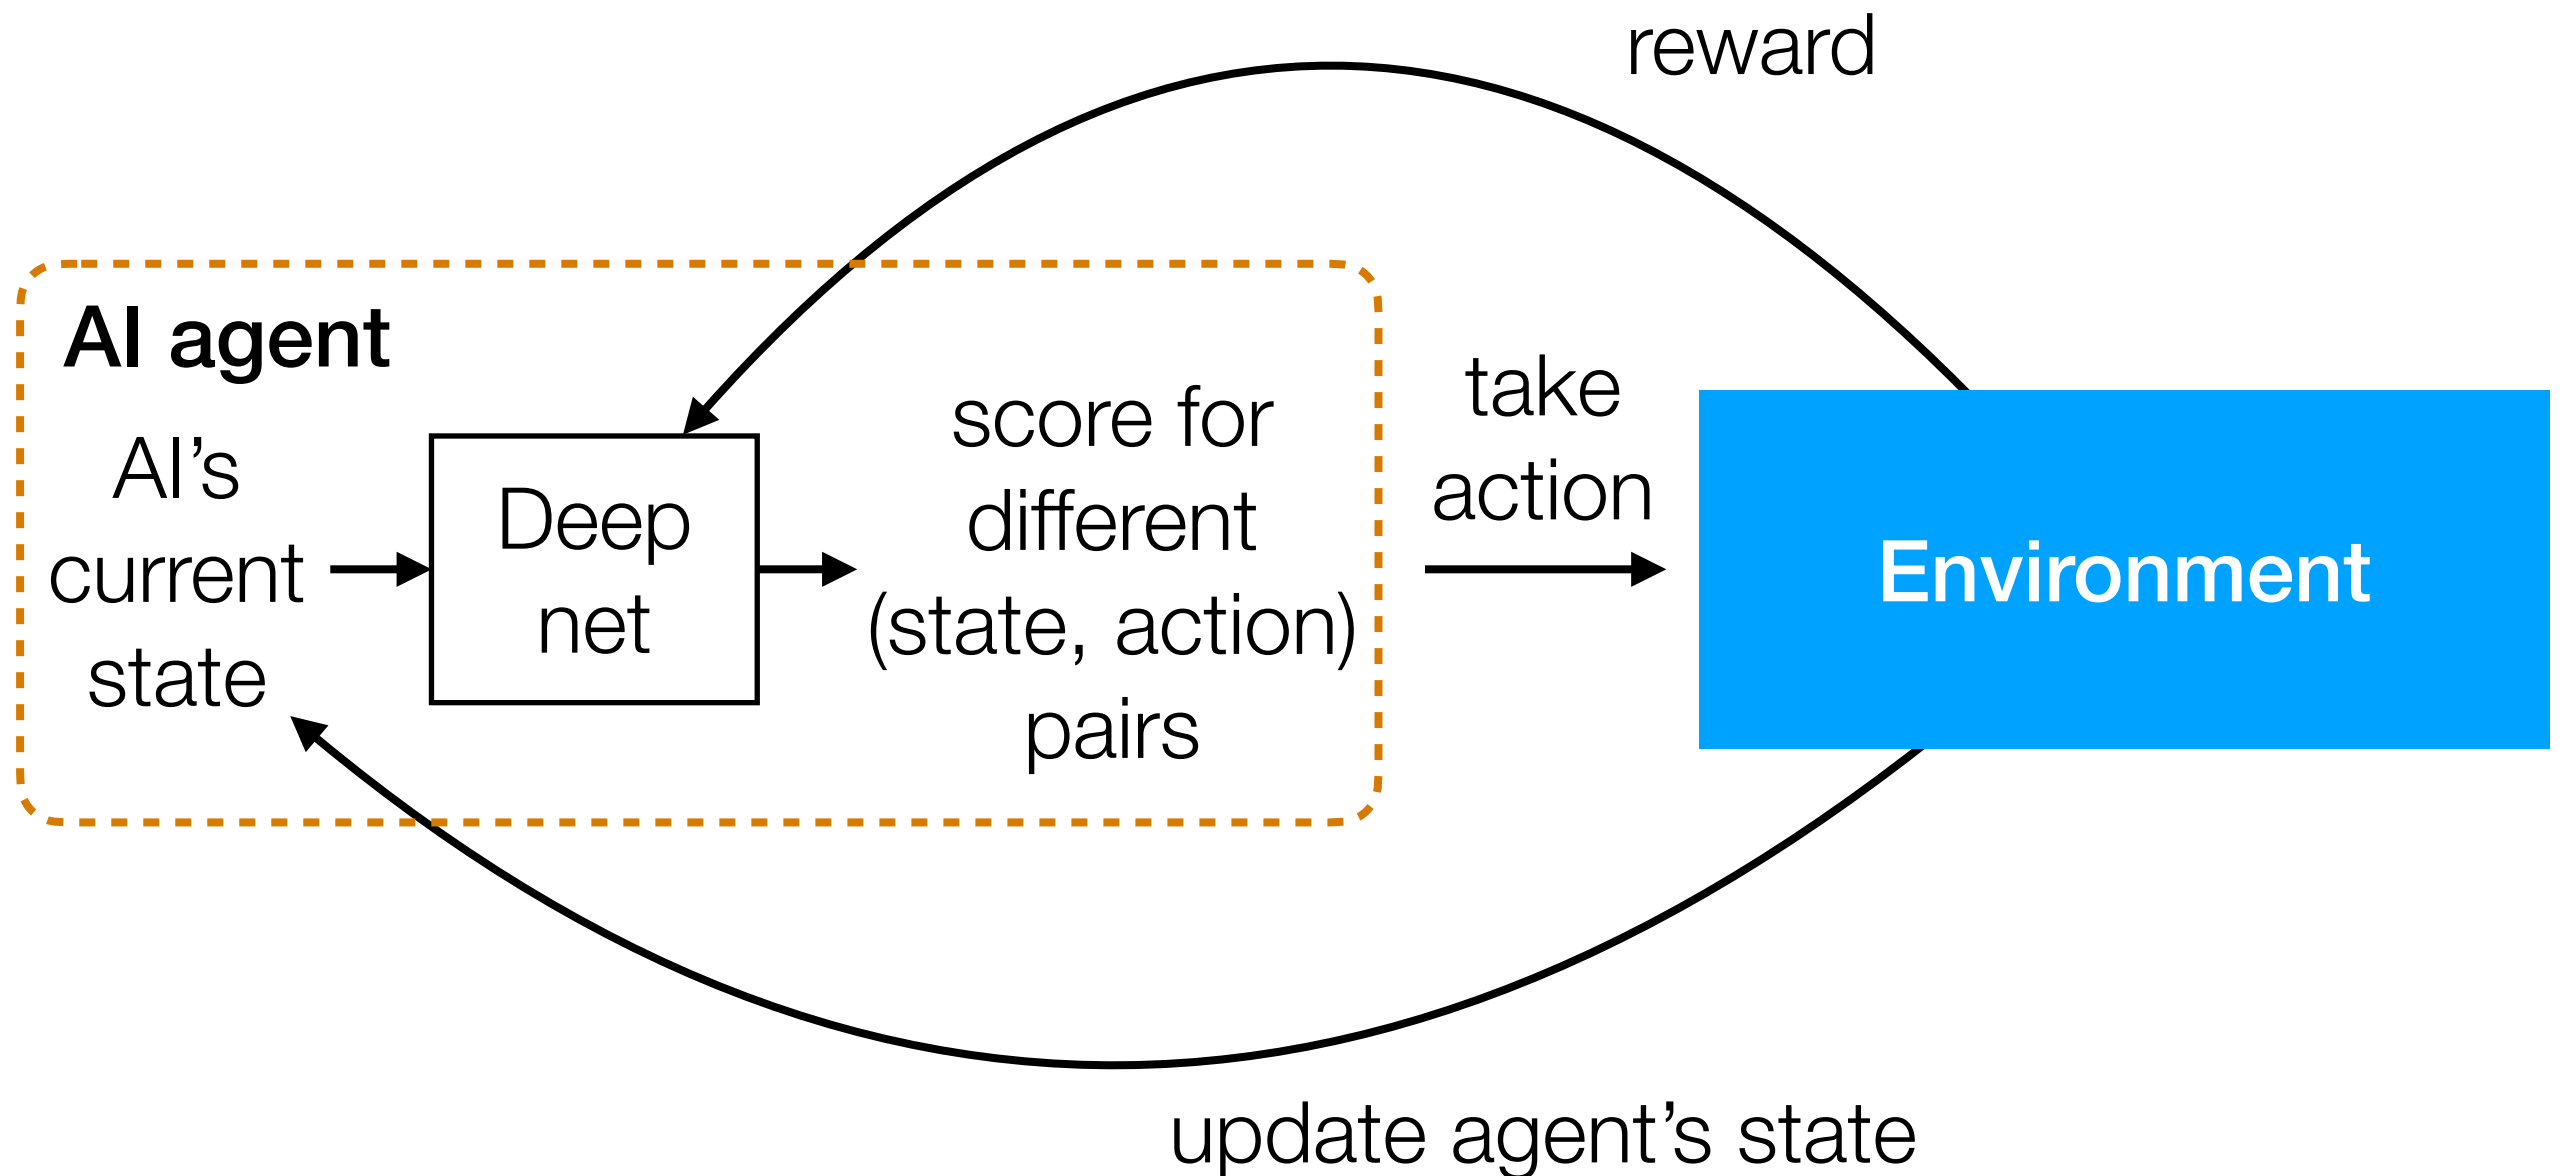 reward
AI agent
AI’s
current
state
Deep
net
score for
different
(state, action)
pairs
take
action
Environment
update agent’s state